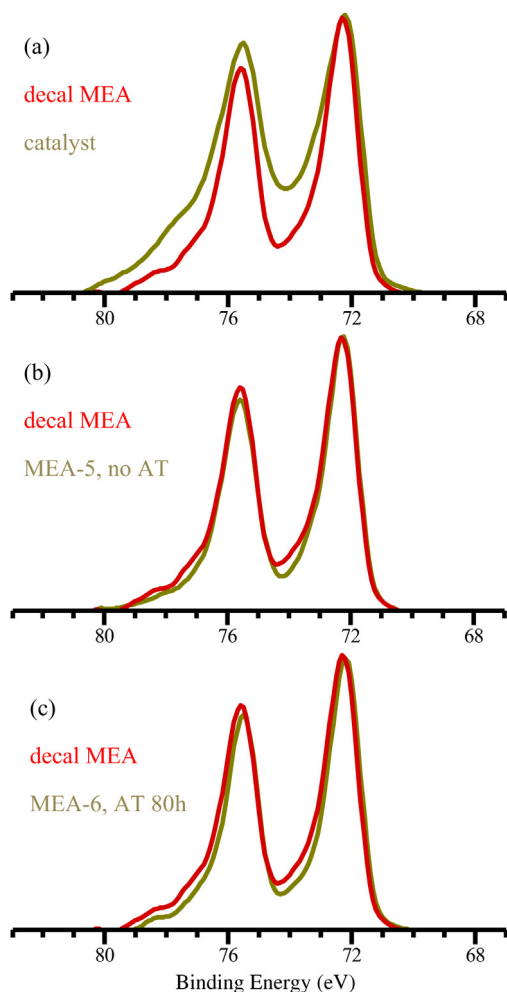 (a)
decal MEA
catalyst
80 76 72 68
(b)
decal MEA
MEA-5, no AT
80 76 72 68
(c)
decal MEA
MEA-6, AT 80h
80 76 72 68
Binding Energy (eV)